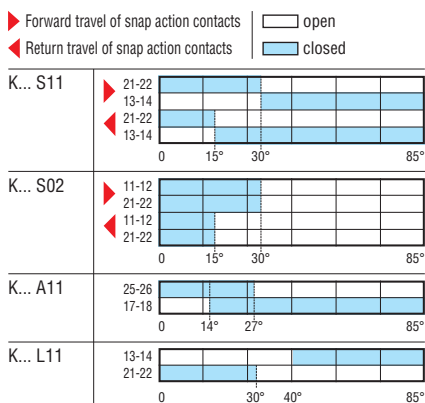 Forward travel of snap action contacts open
Return travel of snap action contacts closed
K... S11
21-22
13-14
21-22
13-14
0 15° 30° 85°
K... S02
11-12
21-22
11-12
21-22
0 15° 30° 85°
K... A11
25-26
17-18
0 14° 27° 85°
K... L11
13-14
21-22
0 30° 40° 85°